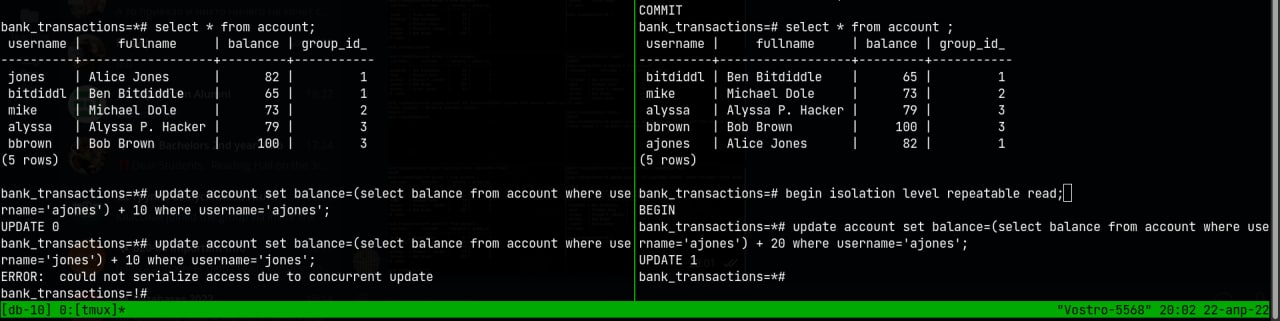 bank_transactions=*# select * from account;
 username |     fullname     | balance | group_id_
----------+------------------+---------+-----------
 jones    | Alice Jones      |      82 |         1
 bitdiddl | Ben Bitdiddle    |      65 |         1
 mike     | Michael Dole     |      73 |         2
 alyssa   | Alyssa P. Hacker |      79 |         3
 bbrown   | Bob Brown        |     100 |         3
(5 rows)
bank_transactions=*# update account set balance=(select balance from account where use
rname='ajones') + 10 where username='ajones';
UPDATE 0
bank_transactions=*# update account set balance=(select balance from account where use
rname='jones') + 10 where username='jones';
ERROR:  could not serialize access due to concurrent update
bank_transactions=!#
COMMIT
bank_transactions=# select * from account ;
 username |     fullname     | balance | group_id_
----------+------------------+---------+-----------
 bitdiddl | Ben Bitdiddle    |      65 |         1
 mike     | Michael Dole     |      73 |         2
 alyssa   | Alyssa P. Hacker |      79 |         3
 bbrown   | Bob Brown        |     100 |         3
 ajones   | Alice Jones      |      82 |         1
(5 rows)
bank_transactions=# begin isolation level repeatable read;
BEGIN
bank_transactions=*# update account set balance=(select balance from account where use
rname='ajones') + 20 where username='ajones';
UPDATE 1
bank_transactions=*#
[db-10] 0:[tmux]* "Vostro-5568" 20:02 22-апр-22